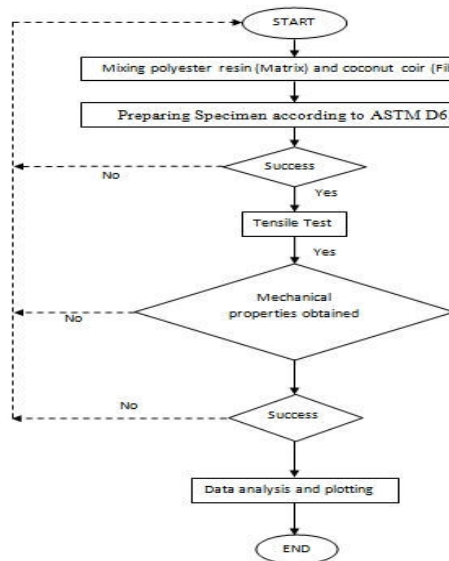 START
Mixing polyester resin (Matrix) and coconut coir (Fil
Preparing Specimen according to ASTM D6
Success
No
Yes
Tensile Test
Yes
Mechanical
properties obtained
No
No
Success
Data analysis and plotting
END